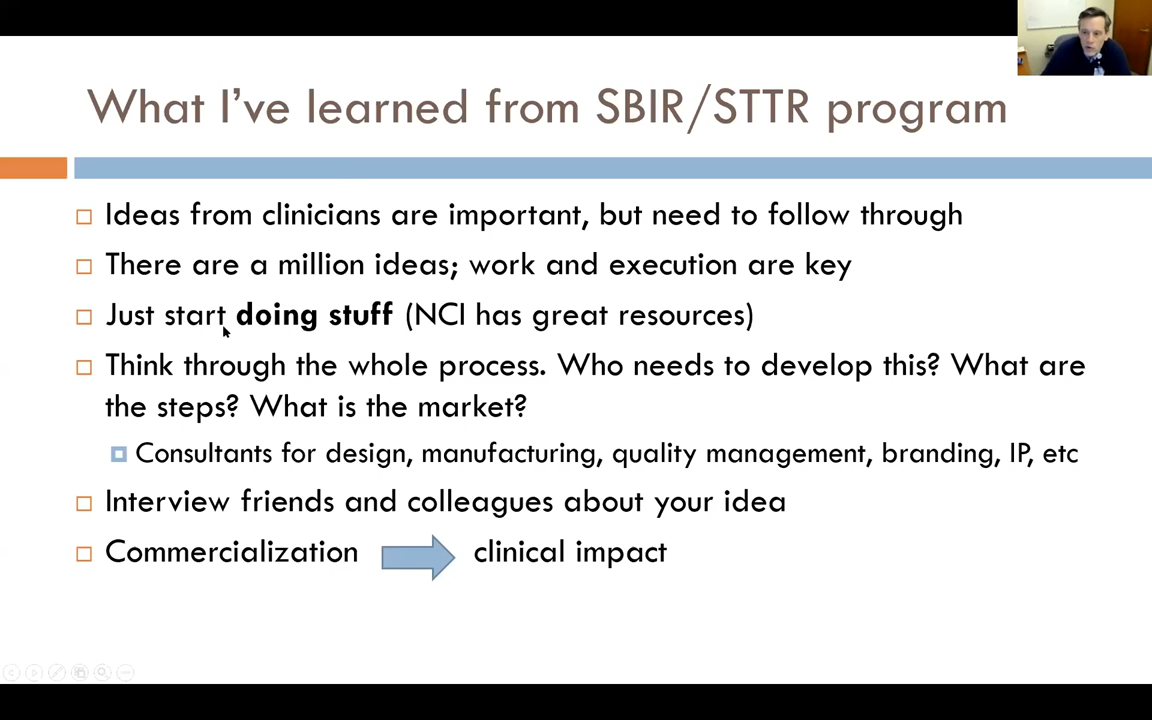 What I've learned from SBIR/STTR program
Ideas from clinicians are important, but need to follow through
There are a million ideas; work and execution are key
Just start doing stuff (NCI has great resources)
Think through the whole process. Who needs to develop this? What are
the steps? What is the market?
Consultants for design, manufacturing, quality management, branding, IP, etc
Interview friends and colleagues about your idea
Commercialization clinical impact